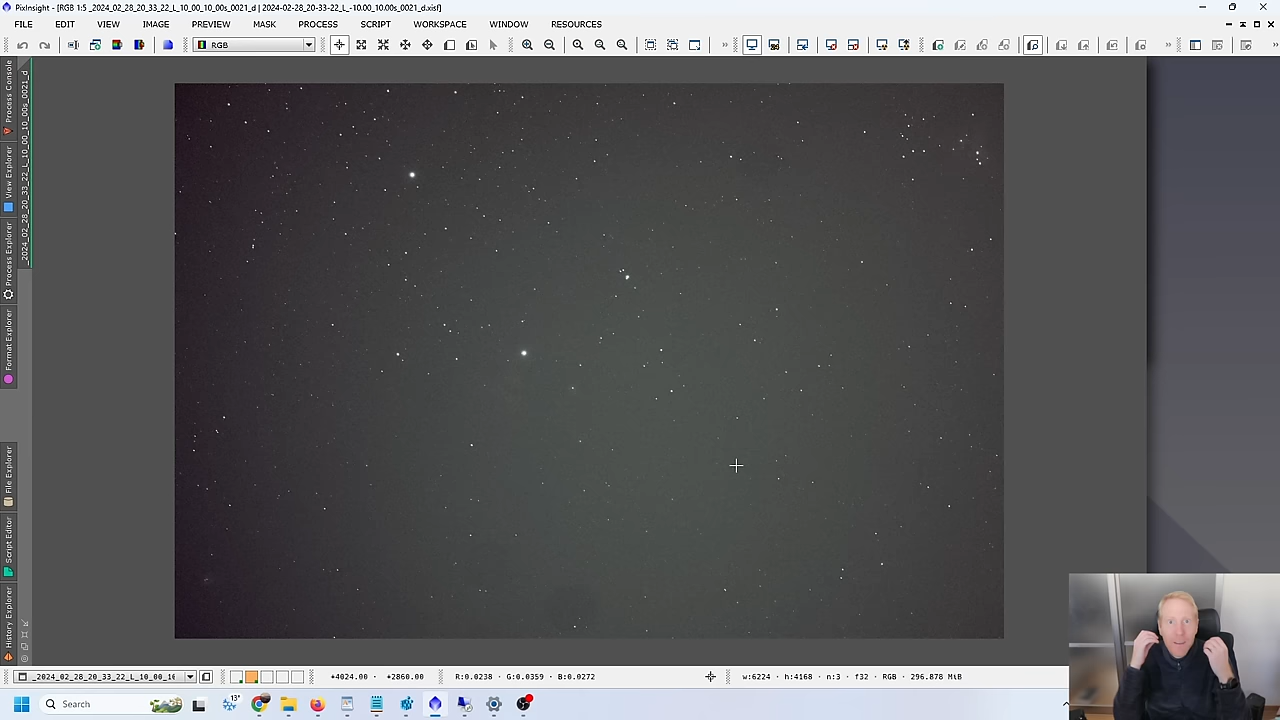 PixInsight - [RGB 1:5 _2024_02_28_20_33_22_L_10_00_10_00s_0021_d | 2024-02-28_20-33-22_L_-10.00_10.00s_0021_d.xisf]
FILE EDIT VIEW IMAGE PREVIEW MASK PROCESS SCRIPT WORKSPACE WINDOW RESOURCES
RGB
Process Console
View Explorer
Process Explorer
Format Explorer
File Explorer
Script Editor
History Explorer
_2024_02_28_20_33_22_L_10_00_10_00s_0021_d
_2024_02_28_20_33_22_L_10_00_10 +4024.00 +2860.00 R:0.0238 G:0.0359 B:0.0272 w:6224 h:4168 n:3 f32 RGB 296.878 MiB
Search
13°